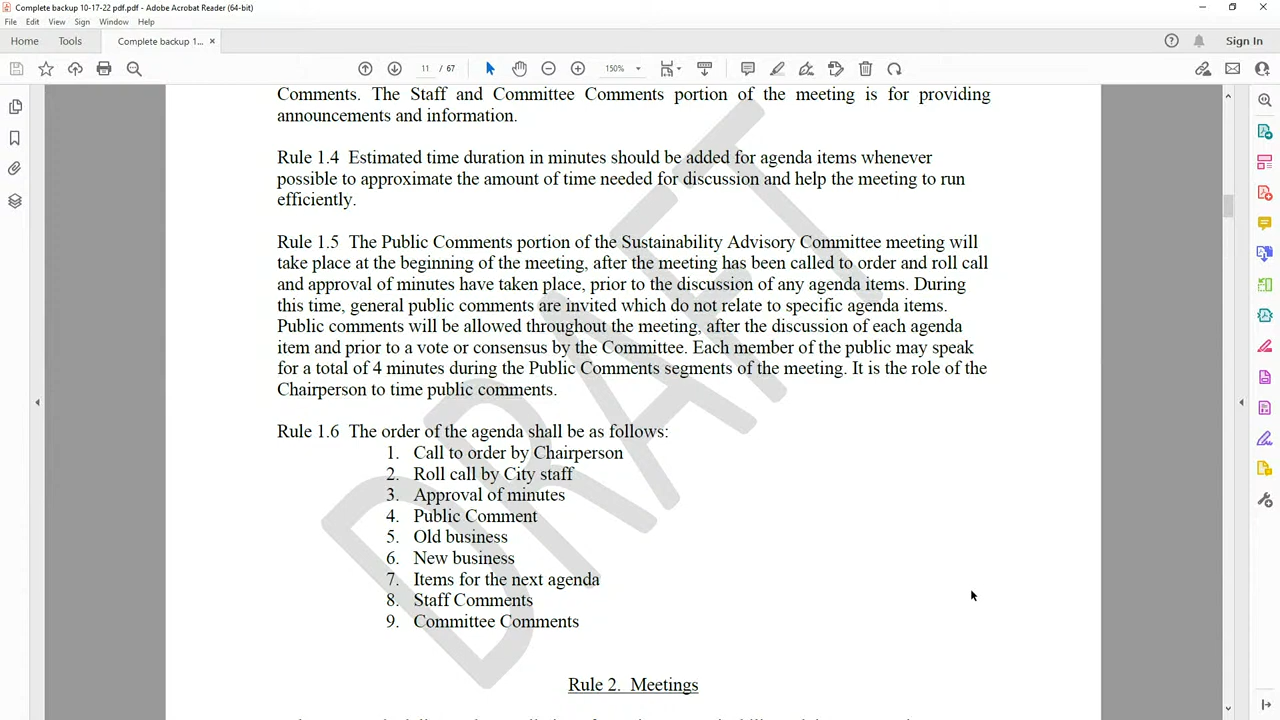 Complete backup 10-17-22 pdf.pdf - Adobe Acrobat Reader (64-bit)
File Edit View Sign Window Help
Home Tools Complete backup 1... × Sign In
11 / 67 150%
Comments. The Staff and Committee Comments portion of the meeting is for providing
announcements and information.
Rule 1.4 Estimated time duration in minutes should be added for agenda items whenever
possible to approximate the amount of time needed for discussion and help the meeting to run
efficiently.
Rule 1.5 The Public Comments portion of the Sustainability Advisory Committee meeting will
take place at the beginning of the meeting, after the meeting has been called to order and roll call
and approval of minutes have taken place, prior to the discussion of any agenda items. During
this time, general public comments are invited which do not relate to specific agenda items.
Public comments will be allowed throughout the meeting, after the discussion of each agenda
item and prior to a vote or consensus by the Committee. Each member of the public may speak
for a total of 4 minutes during the Public Comments segments of the meeting. It is the role of the
Chairperson to time public comments.
Rule 1.6 The order of the agenda shall be as follows:
1. Call to order by Chairperson
2. Roll call by City staff
3. Approval of minutes
4. Public Comment
5. Old business
6. New business
7. Items for the next agenda
8. Staff Comments
9. Committee Comments
Rule 2. Meetings
DRAFT